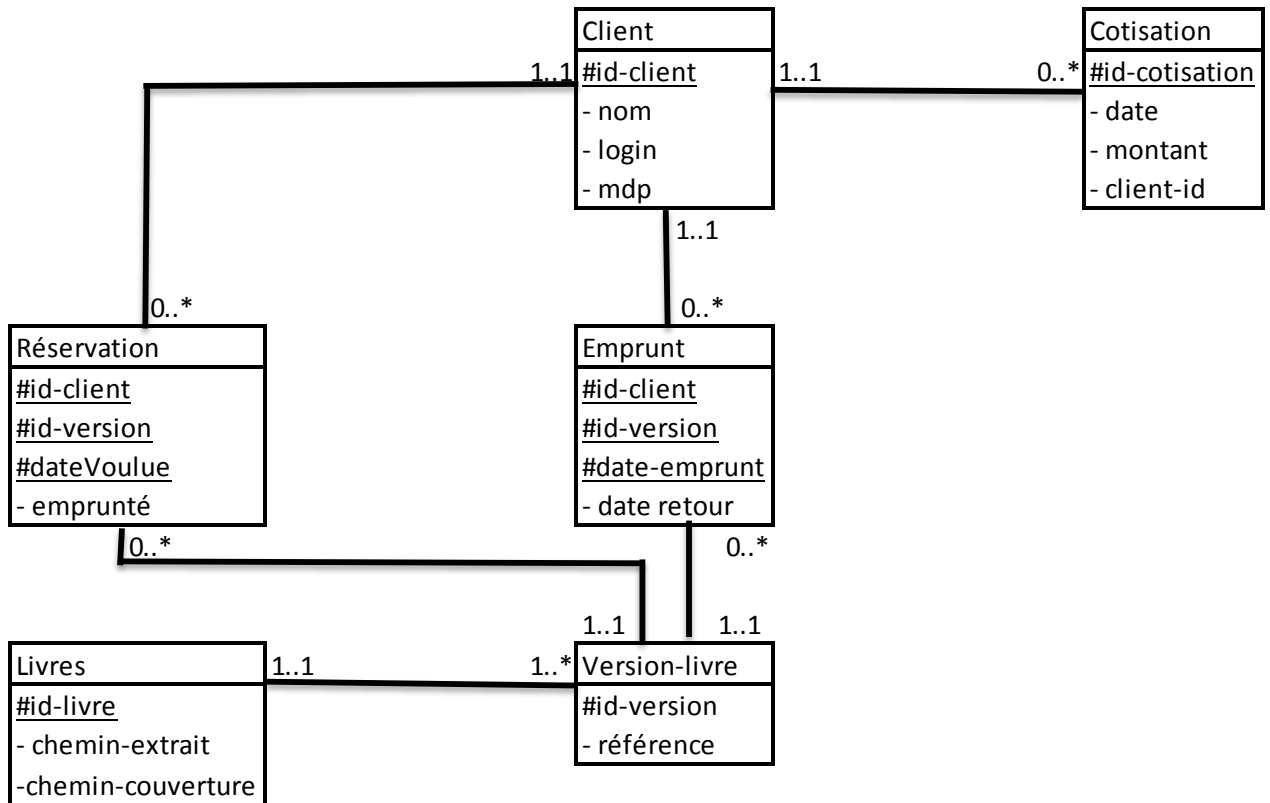 Client
#id-client
- nom
- login
- mdp
Cotisation
#id-cotisation
- date
- montant
- client-id
1..1
1..1
0..*
1..1
0..*
0..*
Réservation
#id-client
#id-version
#dateVoulue
- emprunté
Emprunt
#id-client
#id-version
#date-emprunt
- date retour
0..*
0..*
1..1
1..1
Livres
#id-livre
- chemin-extrait
-chemin-couverture
1..1
1..*
Version-livre
#id-version
- référence